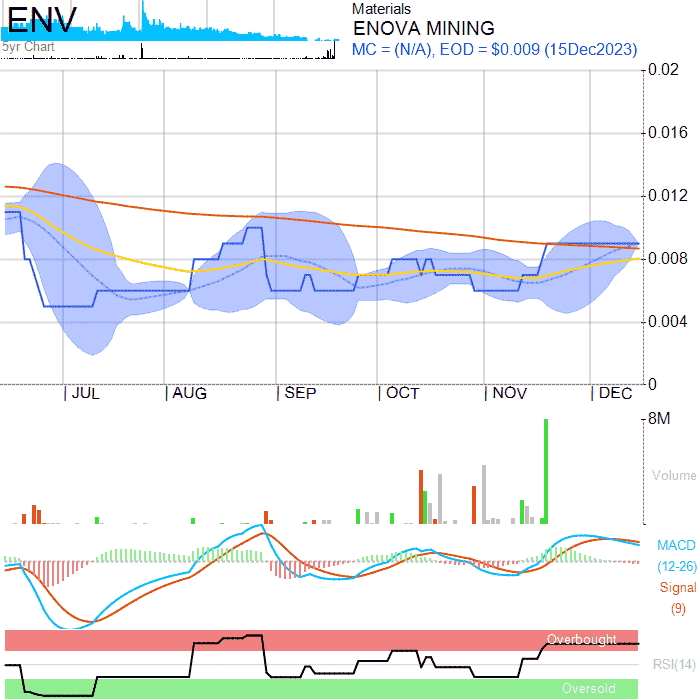 ENV
5yr Chart
Materials
ENOVA MINING
MC = (N/A), EOD = $0.009 (15Dec2023)
0.02
0.016
0.012
0.008
0.004
0
JUL AUG SEP OCT NOV DEC
8M
Volume
MACD
(12-26)
Signal
(9)
Overbought
RSI(14)
Oversold